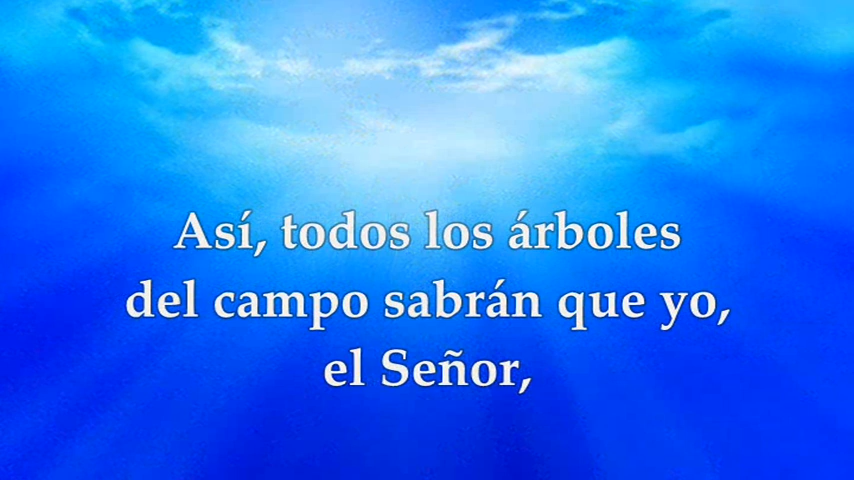 Así, todos los árboles
del campo sabrán que yo,
el Señor,